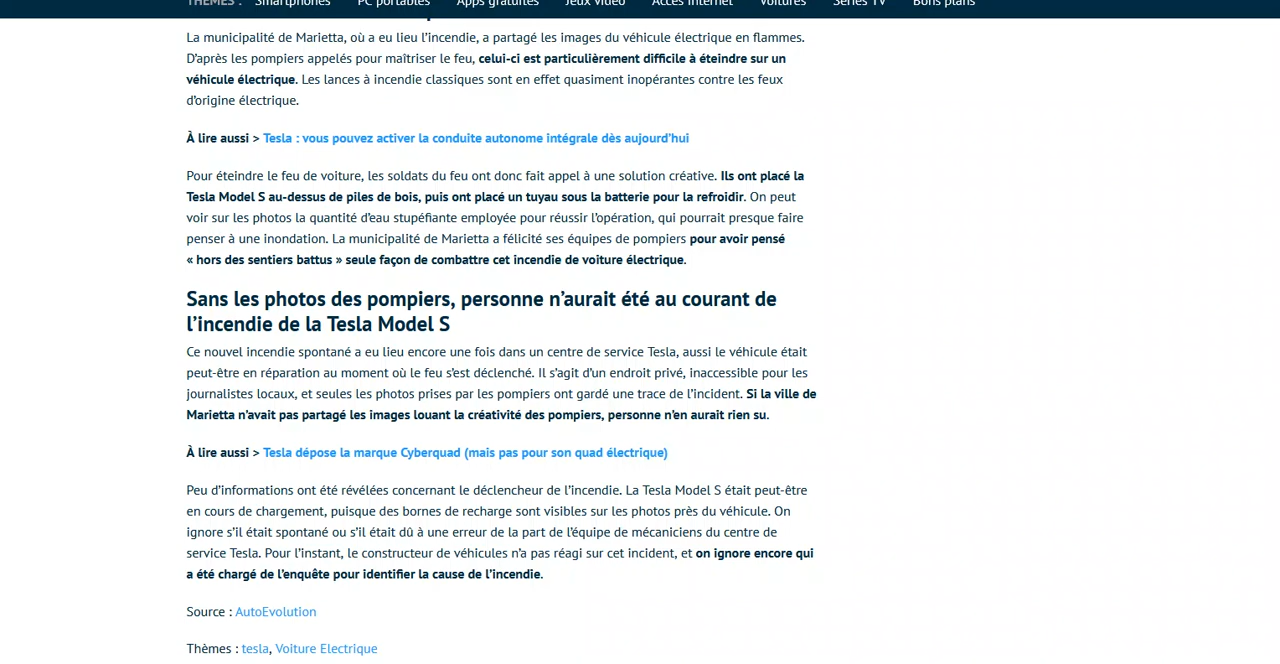 THÈMES : Smartphones PC portables Apps gratuites Jeux vidéo Accès Internet Voitures Séries TV Bons plans
La municipalité de Marietta, où a eu lieu l’incendie, a partagé les images du véhicule électrique en flammes.
D’après les pompiers appelés pour maîtriser le feu, celui-ci est particulièrement difficile à éteindre sur un
véhicule électrique. Les lances à incendie classiques sont en effet quasiment inopérantes contre les feux
d’origine électrique.
À lire aussi > Tesla : vous pouvez activer la conduite autonome intégrale dès aujourd’hui
Pour éteindre le feu de voiture, les soldats du feu ont donc fait appel à une solution créative. Ils ont placé la
Tesla Model S au-dessus de piles de bois, puis ont placé un tuyau sous la batterie pour la refroidir. On peut
voir sur les photos la quantité d’eau stupéfiante employée pour réussir l’opération, qui pourrait presque faire
penser à une inondation. La municipalité de Marietta a félicité ses équipes de pompiers pour avoir pensé
« hors des sentiers battus » seule façon de combattre cet incendie de voiture électrique.
Sans les photos des pompiers, personne n’aurait été au courant de
l’incendie de la Tesla Model S
Ce nouvel incendie spontané a eu lieu encore une fois dans un centre de service Tesla, aussi le véhicule était
peut-être en réparation au moment où le feu s’est déclenché. Il s’agit d’un endroit privé, inaccessible pour les
journalistes locaux, et seules les photos prises par les pompiers ont gardé une trace de l’incident. Si la ville de
Marietta n’avait pas partagé les images louant la créativité des pompiers, personne n’en aurait rien su.
À lire aussi > Tesla dépose la marque Cyberquad (mais pas pour son quad électrique)
Peu d’informations ont été révélées concernant le déclencheur de l’incendie. La Tesla Model S était peut-être
en cours de chargement, puisque des bornes de recharge sont visibles sur les photos près du véhicule. On
ignore s’il était spontané ou s’il était dû à une erreur de la part de l’équipe de mécaniciens du centre de
service Tesla. Pour l’instant, le constructeur de véhicules n’a pas réagi sur cet incident, et on ignore encore qui
a été chargé de l’enquête pour identifier la cause de l’incendie.
Source : AutoEvolution
Thèmes : tesla, Voiture Electrique